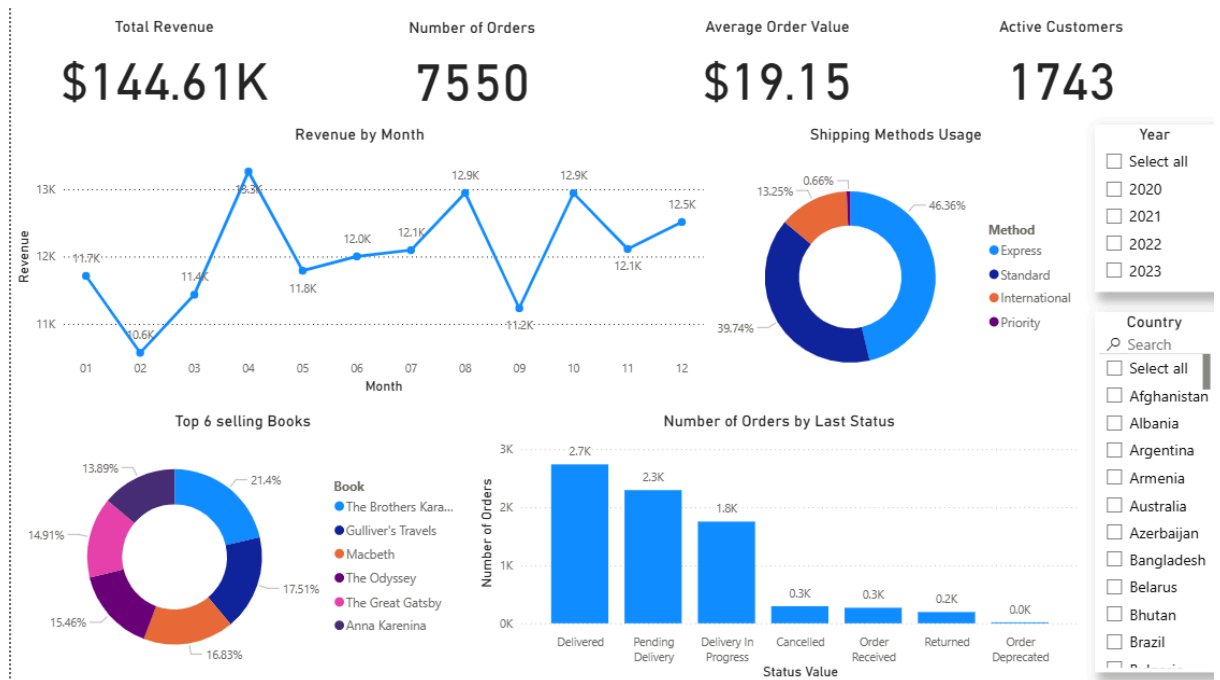 Total Revenue
$144.61K
Number of Orders
7550
Average Order Value
$19.15
Active Customers
1743
Revenue by Month
Revenue
13K
12K
11K
11.7K
10.6K
11.4K
13.3K
11.8K
12.0K
12.1K
12.9K
11.2K
12.9K
12.1K
12.5K
01
02
03
04
05
06
07
08
09
10
11
12
Month
Shipping Methods Usage
0.66%
13.25%
46.36%
39.74%
Method
Express
Standard
International
Priority
Year
Select all
2020
2021
2022
2023
Country
Search
Select all
Afghanistan
Albania
Argentina
Armenia
Australia
Azerbaijan
Bangladesh
Belarus
Bhutan
Brazil
Top 6 selling Books
13.89%
21.4%
14.91%
17.51%
15.46%
16.83%
Book
The Brothers Kara...
Gulliver's Travels
Macbeth
The Odyssey
The Great Gatsby
Anna Karenina
Number of Orders by Last Status
Number of Orders
3K
2K
1K
0K
2.7K
2.3K
1.8K
0.3K
0.3K
0.2K
0.0K
Delivered
Pending
Delivery
Delivery In
Progress
Cancelled
Order
Received
Returned
Order
Deprecated
Status Value